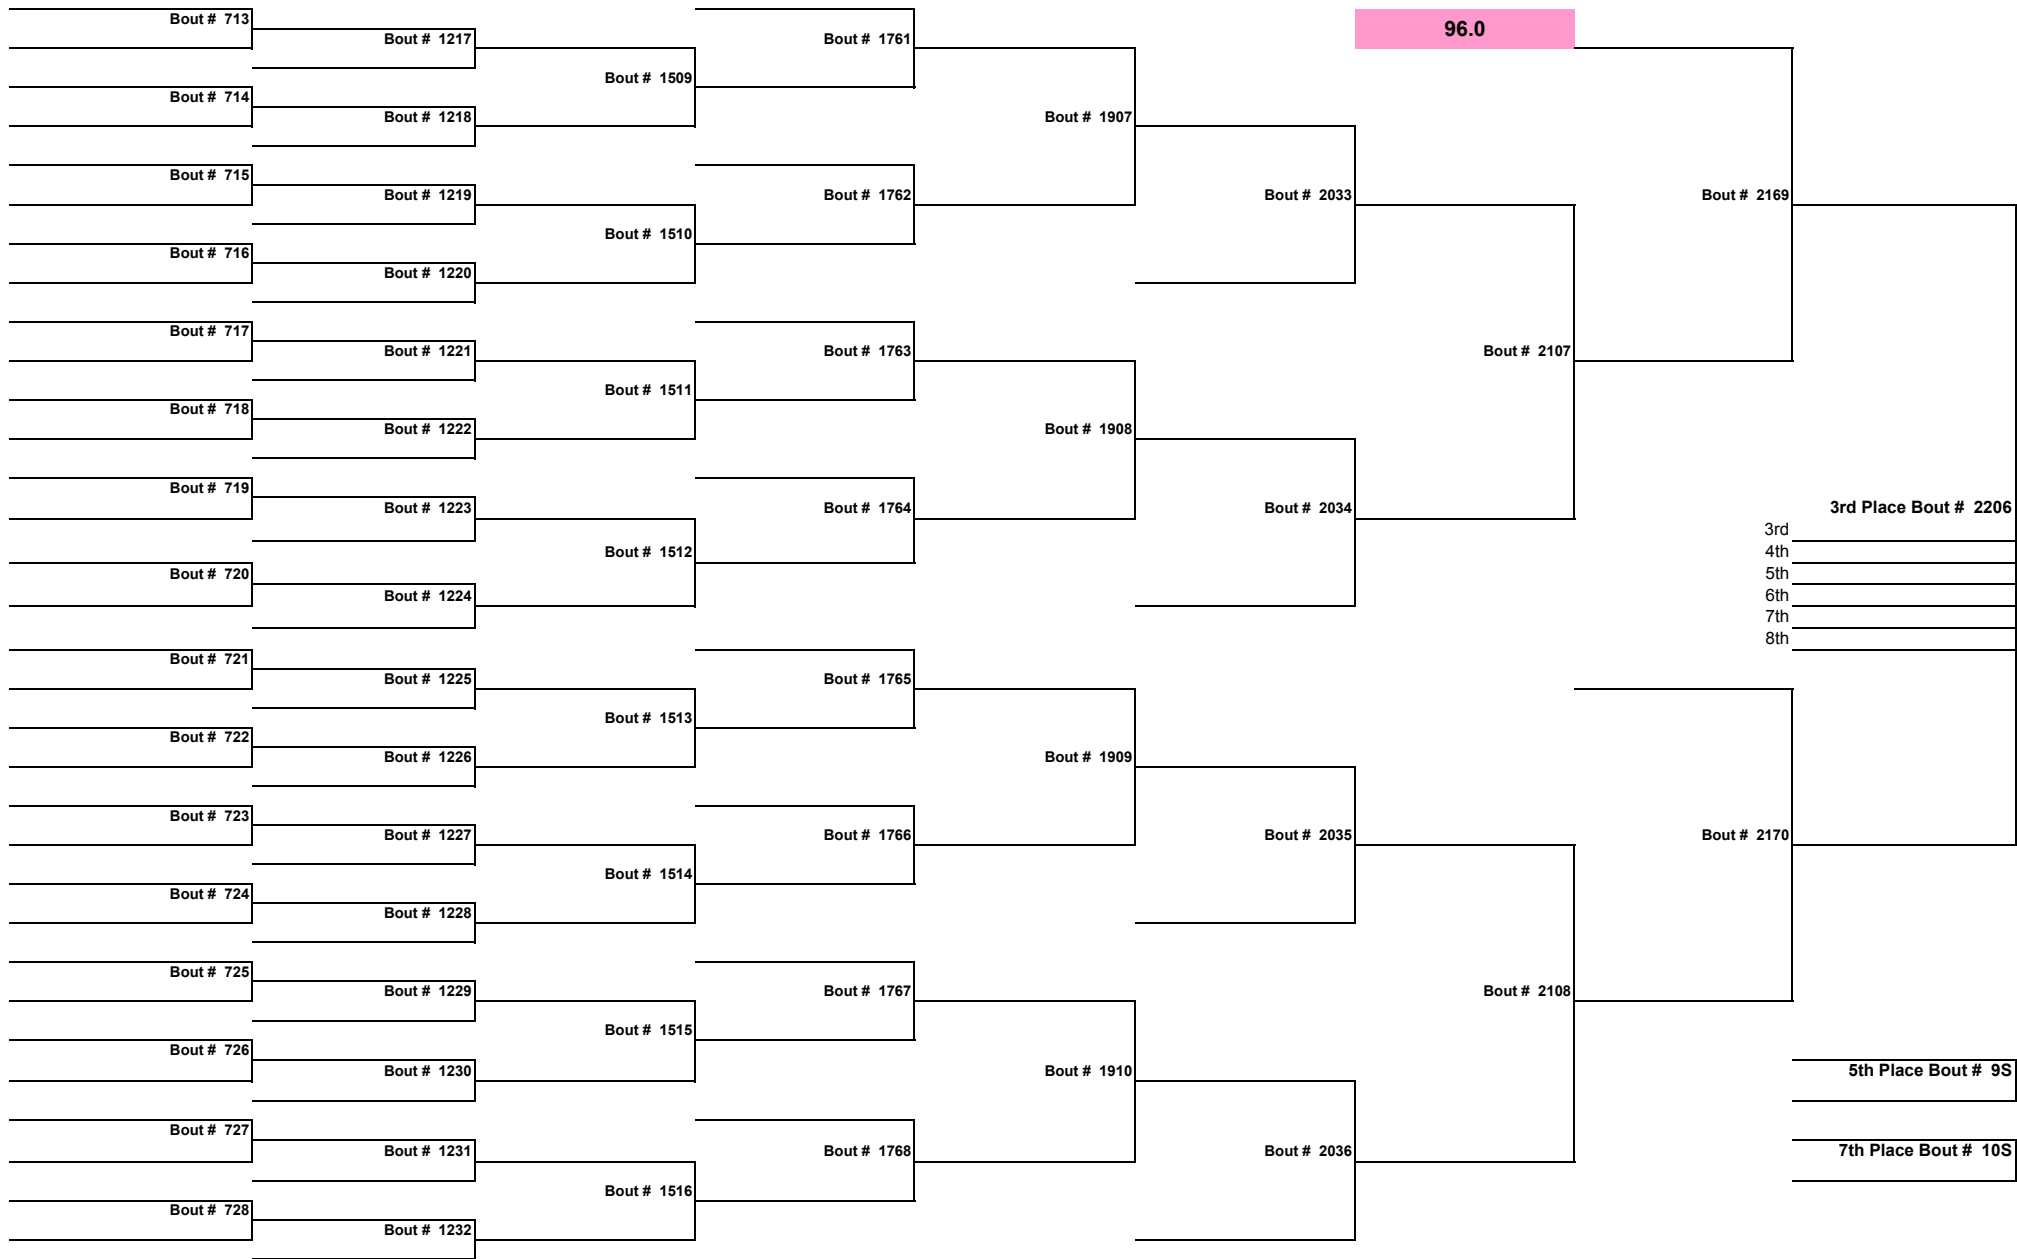 Bout # 713
Bout # 1217
Bout # 1761
96.0
Bout # 1509
Bout # 714
Bout # 1218
Bout # 1907
Bout # 715
Bout # 1219
Bout # 1762
Bout # 2033
Bout # 2169
Bout # 1510
Bout # 716
Bout # 1220
Bout # 717
Bout # 1221
Bout # 1763
Bout # 2107
Bout # 1511
Bout # 718
Bout # 1222
Bout # 1908
Bout # 719
Bout # 1223
Bout # 1764
Bout # 2034
3rd Place Bout # 2206
3rd
Bout # 1512
4th
Bout # 720
5th
Bout # 1224
6th
7th
8th
Bout # 721
Bout # 1225
Bout # 1765
Bout # 1513
Bout # 722
Bout # 1226
Bout # 1909
Bout # 723
Bout # 1227
Bout # 1766
Bout # 2035
Bout # 2170
Bout # 1514
Bout # 724
Bout # 1228
Bout # 725
Bout # 1229
Bout # 1767
Bout # 2108
Bout # 1515
Bout # 726
Bout # 1230
Bout # 1910
5th Place Bout # 9S
Bout # 727
Bout # 1231
Bout # 1768
Bout # 2036
7th Place Bout # 10S
Bout # 1516
Bout # 728
Bout # 1232